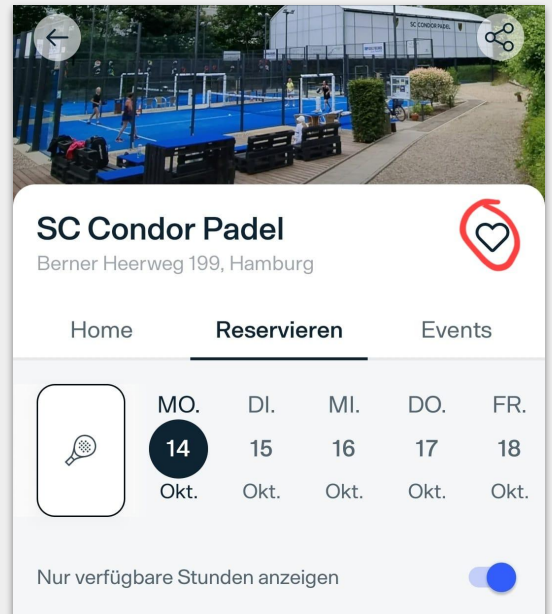 SC CONDOR PADEL
SC Condor Padel
Berner Heerweg 199, Hamburg
Home Reservieren Events
MO. DI. MI. DO. FR.
14 15 16 17 18
Okt. Okt. Okt. Okt. Okt.
Nur verfügbare Stunden anzeigen